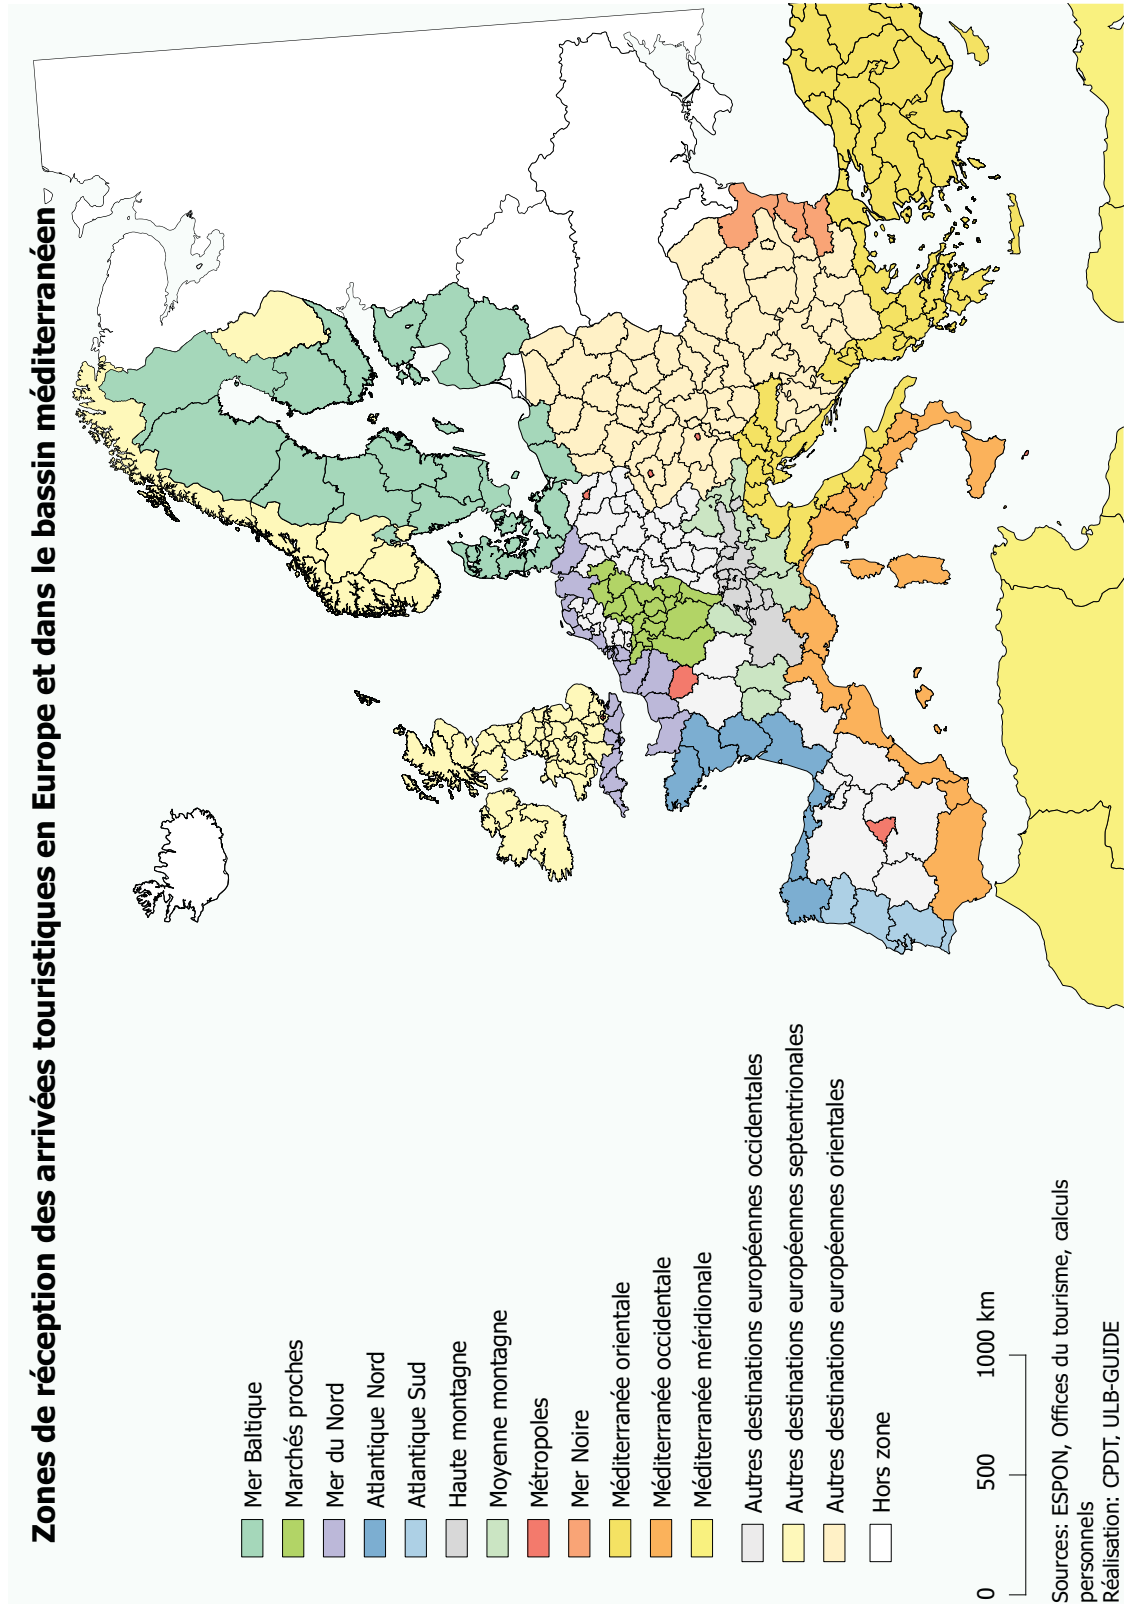 Zones de réception des arrivées touristiques en Europe et dans le bassin méditerranéen
Mer Baltique
Marchés proches
Mer du Nord
Atlantique Nord
Atlantique Sud
Haute montagne
Moyenne montagne
Métropoles
Mer Noire
Méditerranée orientale
Méditerranée occidentale
Méditerranée méridionale
Autres destinations européennes occidentales
Autres destinations européennes septentrionales
Autres destinations européennes orientales
Hors zone
0 500 1000 km
Sources: ESPON, Offices du tourisme, calculs
personnels
Réalisation: CPDT, ULB-GUIDE